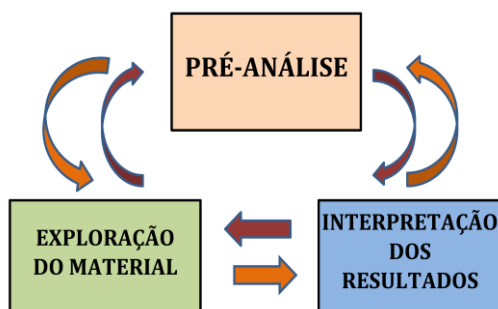 PRÉ-ANÁLISE
EXPLORAÇÃO
DO MATERIAL
INTERPRETAÇÃO
DOS
RESULTADOS